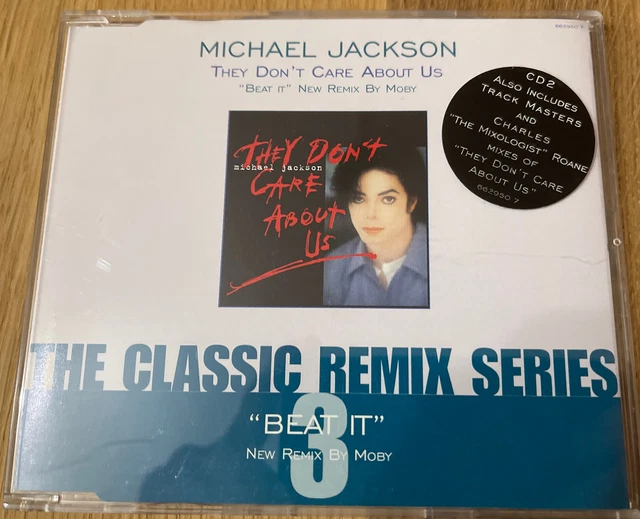 MICHAEL JACKSON
THEY DON'T CARE ABOUT US
"BEAT IT" NEW REMIX BY MOBY
662950 7
CD2
ALSO INCLUDES
TRACK MASTERS
AND
CHARLES
"THE MIXOLOGIST" ROANE
MIXES OF
"THEY DON'T CARE
ABOUT US"
662950 7
THEY DON'T
michael jackson
CARE
ABOUT
US
THE CLASSIC REMIX SERIES
3
"BEAT IT"
NEW REMIX BY MOBY